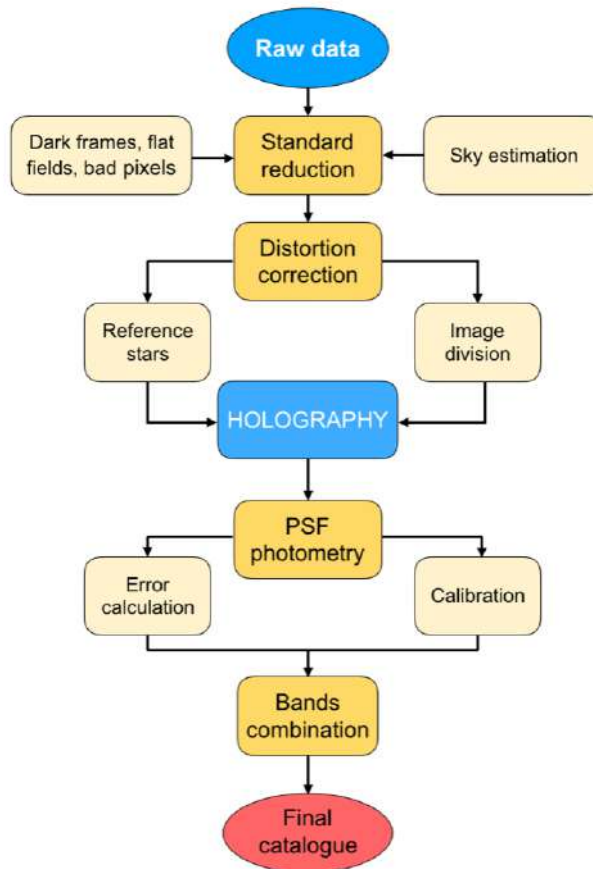 Raw data
Dark frames, flat
fields, bad pixels
Standard
reduction
Sky estimation
Distortion
correction
Reference
stars
Image
division
HOLOGRAPHY
PSF
photometry
Error
calculation
Calibration
Bands
combination
Final
catalogue